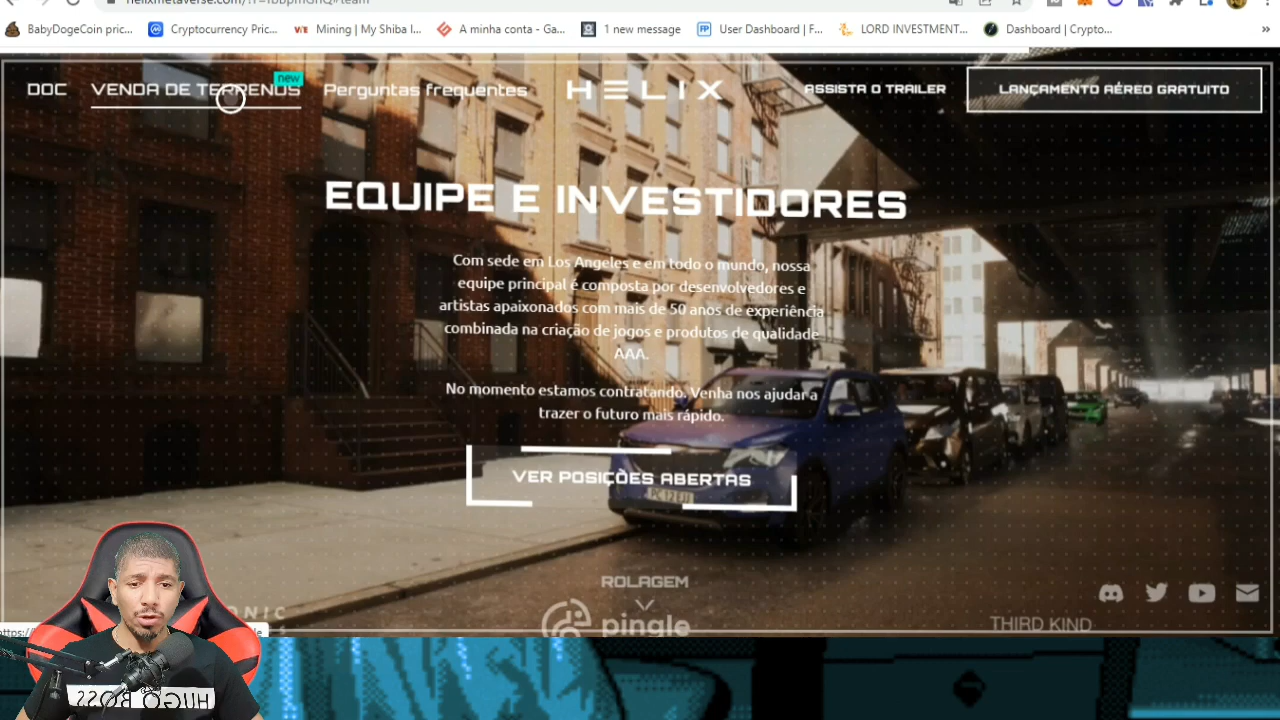 BabyDogeCoin pric...
Cryptocurrency Pric...
Mining | My Shiba I...
A minha conta - Ga...
1 new message
User Dashboard | F...
LORD INVESTMENT...
Dashboard | Crypto...
»
new
DOC
VENDA DE TERRENOS
Perguntas frequentes
HELIX
ASSISTA O TRAILER
LANÇAMENTO AÉREO GRATUITO
EQUIPE E INVESTIDORES
Com sede em Los Angeles e em todo o mundo, nossa
equipe principal é composta por desenvolvedores e
artistas apaixonados com mais de 50 anos de experiência
combinada na criação de jogos e produtos de qualidade
AAA.
No momento estamos contratando. Venha nos ajudar a
trazer o futuro mais rápido.
VER POSIÇÕES ABERTAS
ROLAGEM
pingle
THIRD KIND
HUGO BOSS